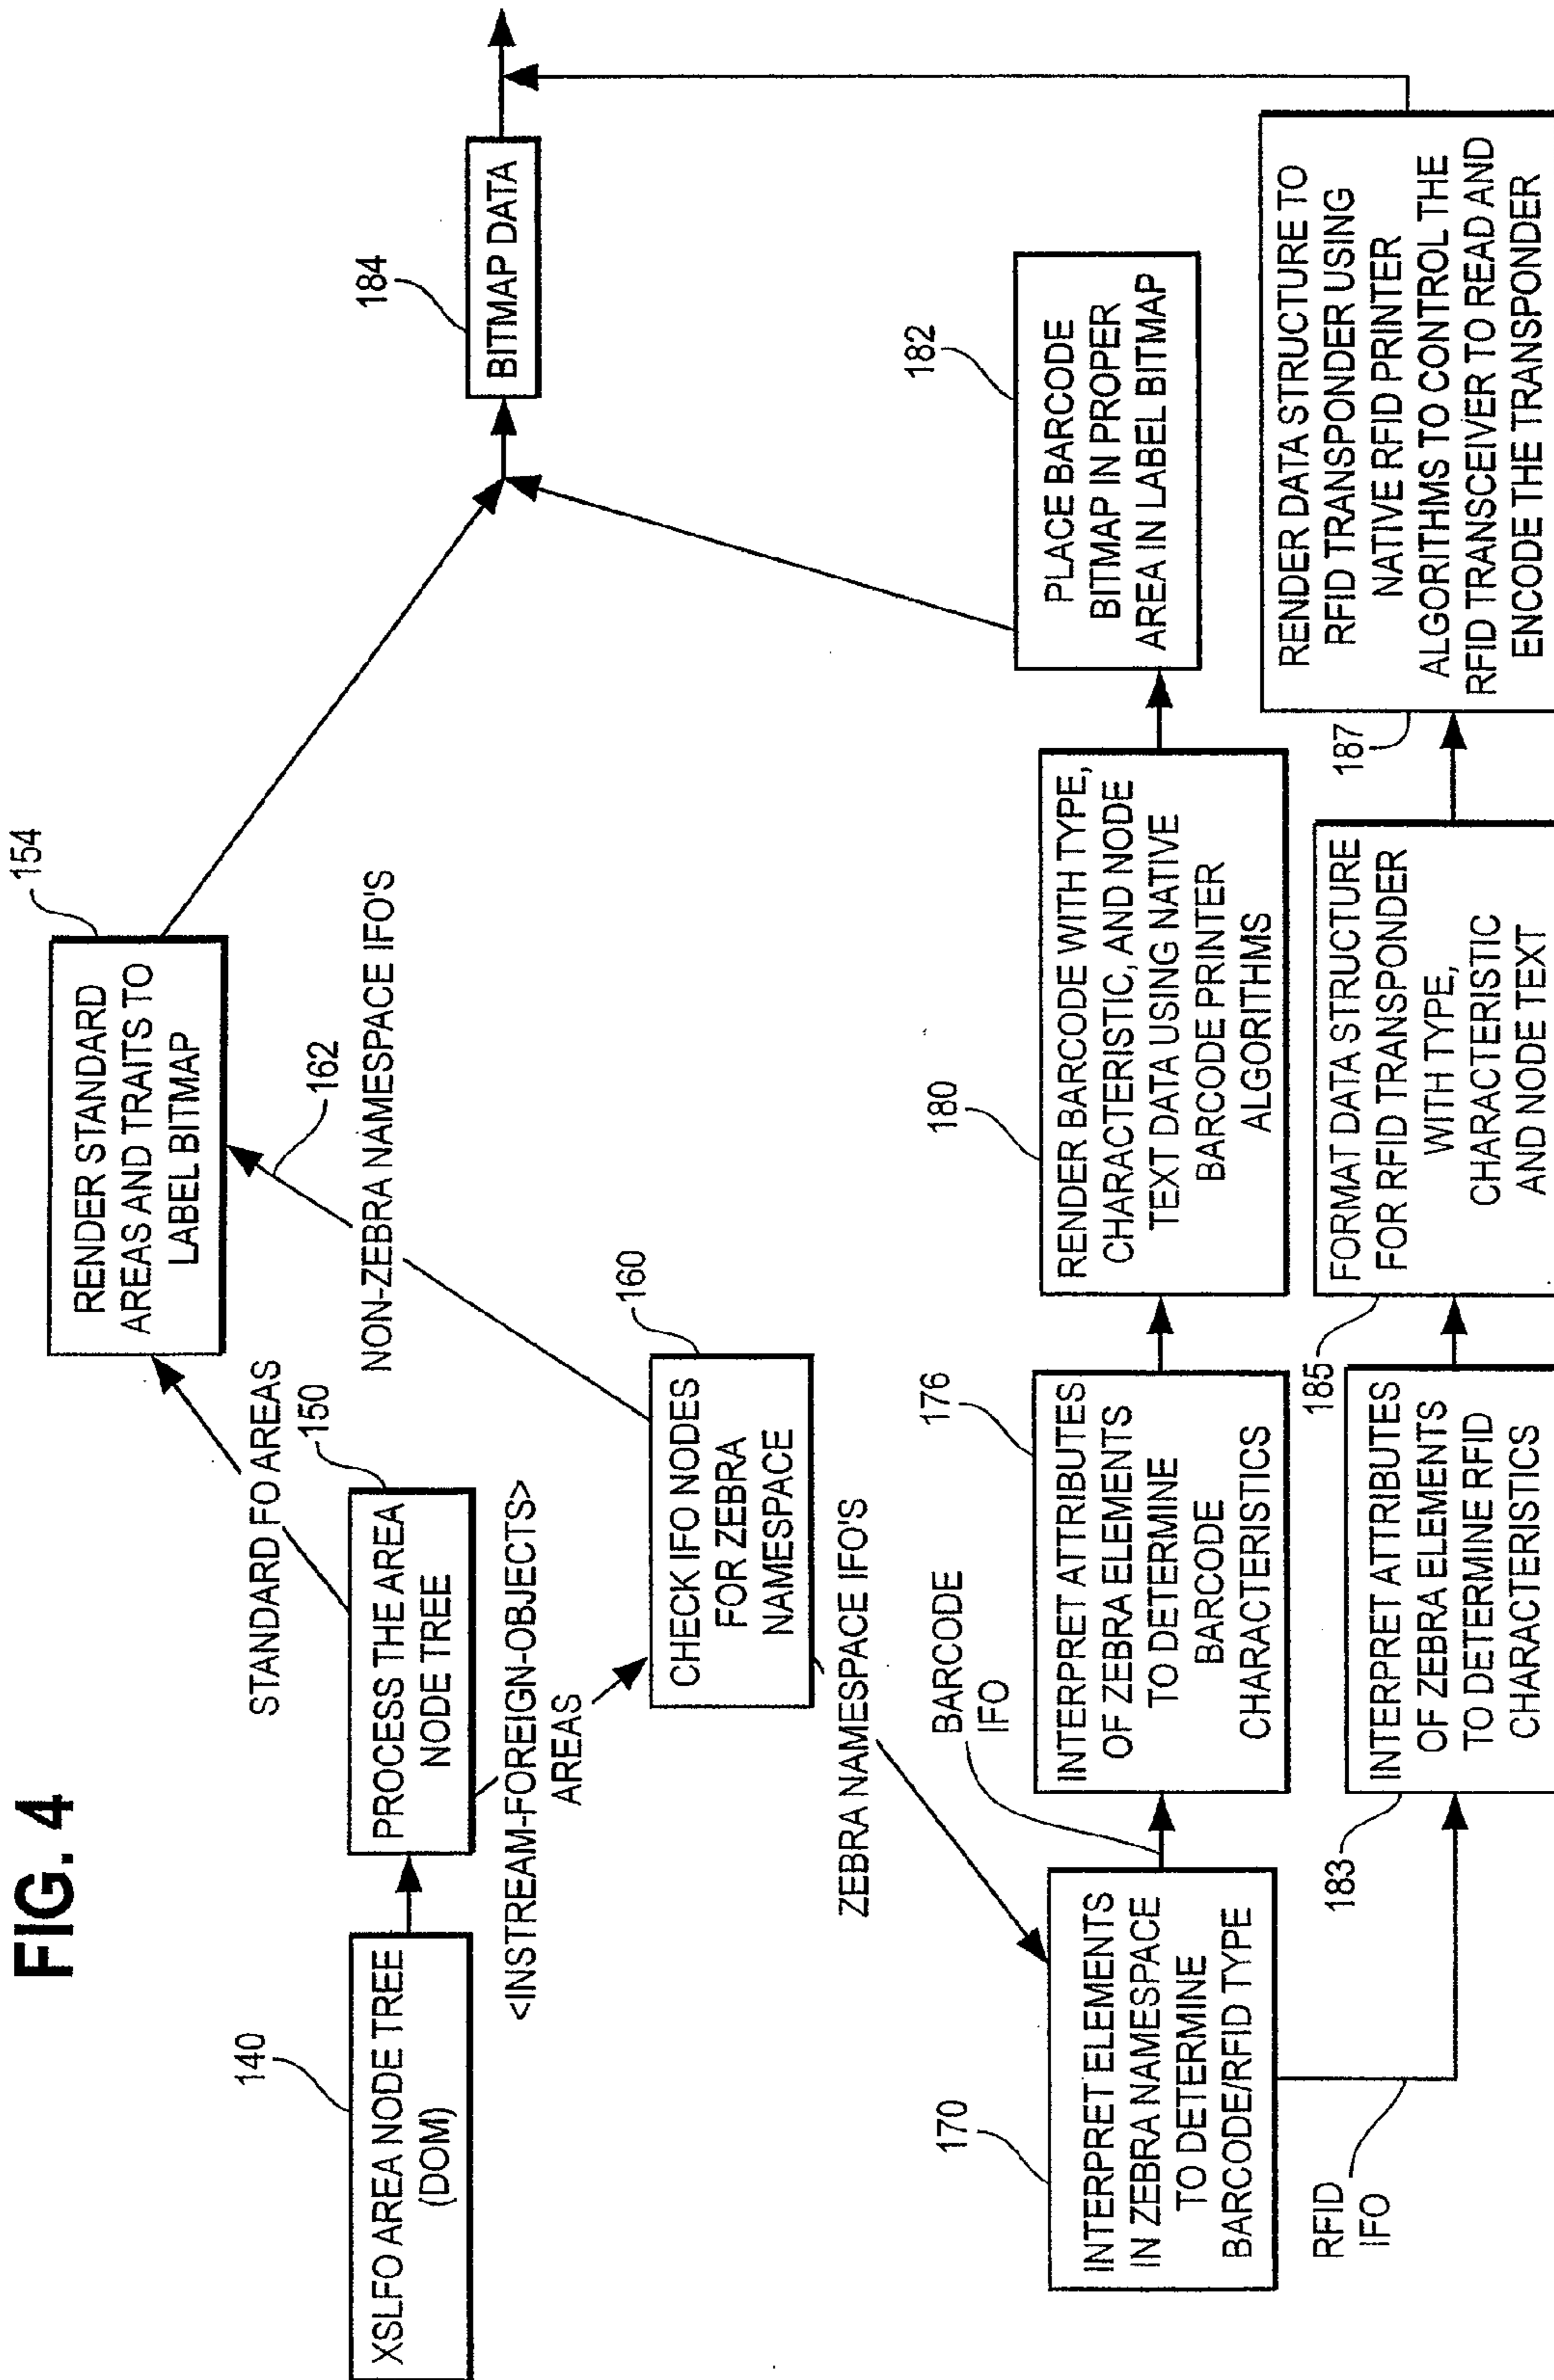 FIG. 4
140
XSLFO AREA NODE TREE
(DOM)
150
PROCESS THE AREA
NODE TREE
STANDARD FO AREAS
154
RENDER STANDARD
AREAS AND TRAITS TO
LABEL BITMAP
<INSTREAM-FOREIGN-OBJECTS>
AREAS
160
CHECK IFO NODES
FOR ZEBRA
NAMESPACE
162
NON-ZEBRA NAMESPACE IFO'S
ZEBRA NAMESPACE IFO'S
170
INTERPRET ELEMENTS
IN ZEBRA NAMESPACE
TO DETERMINE
BARCODE/RFID TYPE
BARCODE
IFO
176
INTERPRET ATTRIBUTES
OF ZEBRA ELEMENTS
TO DETERMINE
BARCODE
CHARACTERISTICS
180
RENDER BARCODE WITH TYPE,
CHARACTERISTIC, AND NODE
TEXT DATA USING NATIVE
BARCODE PRINTER
ALGORITHMS
182
PLACE BARCODE
BITMAP IN PROPER
AREA IN LABEL BITMAP
184
BITMAP DATA
RFID
IFO
183
INTERPRET ATTRIBUTES
OF ZEBRA ELEMENTS
TO DETERMINE RFID
CHARACTERISTICS
185
FORMAT DATA STRUCTURE
FOR RFID TRANSPONDER
WITH TYPE,
CHARACTERISTIC
AND NODE TEXT
187
RENDER DATA STRUCTURE TO
RFID TRANSPONDER USING
NATIVE RFID PRINTER
ALGORITHMS TO CONTROL THE
RFID TRANSCEIVER TO READ AND
ENCODE THE TRANSPONDER